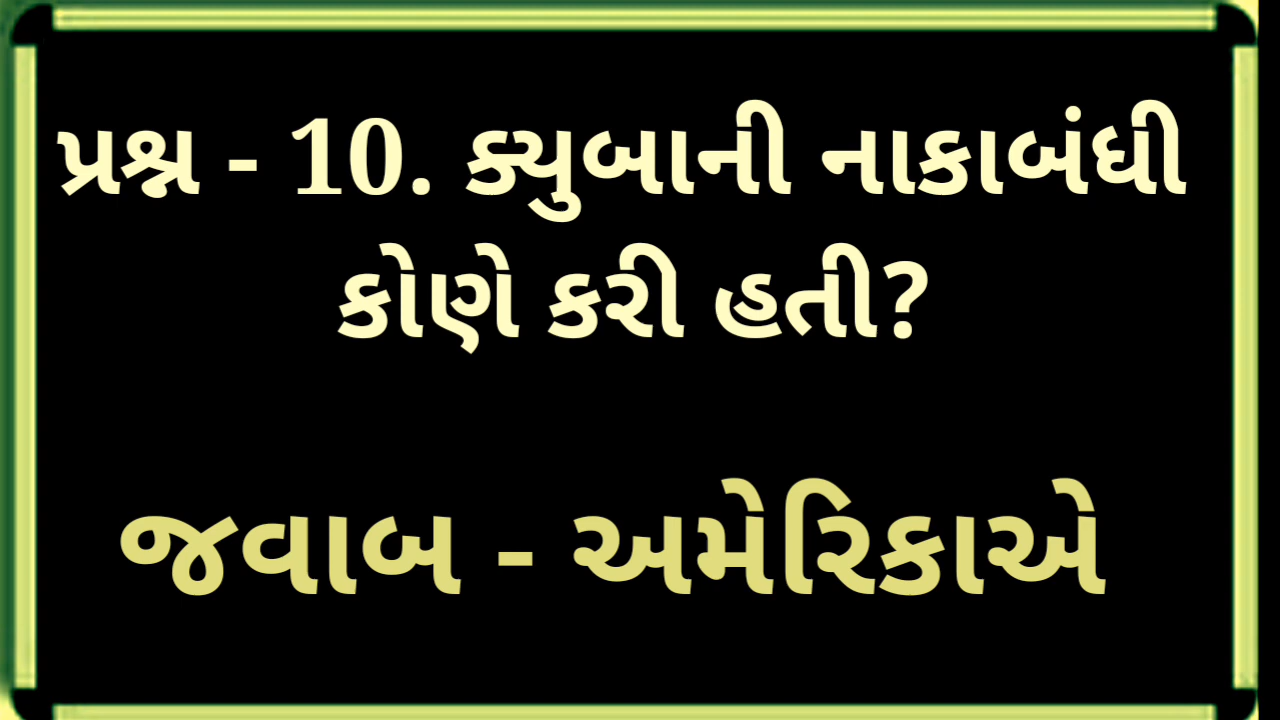 પ્રશ્ન - 10. ક્યુબાની નાકાબંધી
કોણે કરી હતી?
જવાબ - અમેરિકાએ